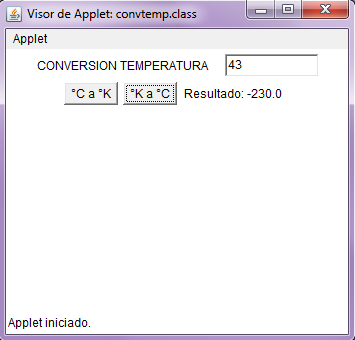 Visor de Applet: convtemp.class
Applet
CONVERSION TEMPERATURA 43
°C a °K °K a °C Resultado: -230.0
Applet iniciado.